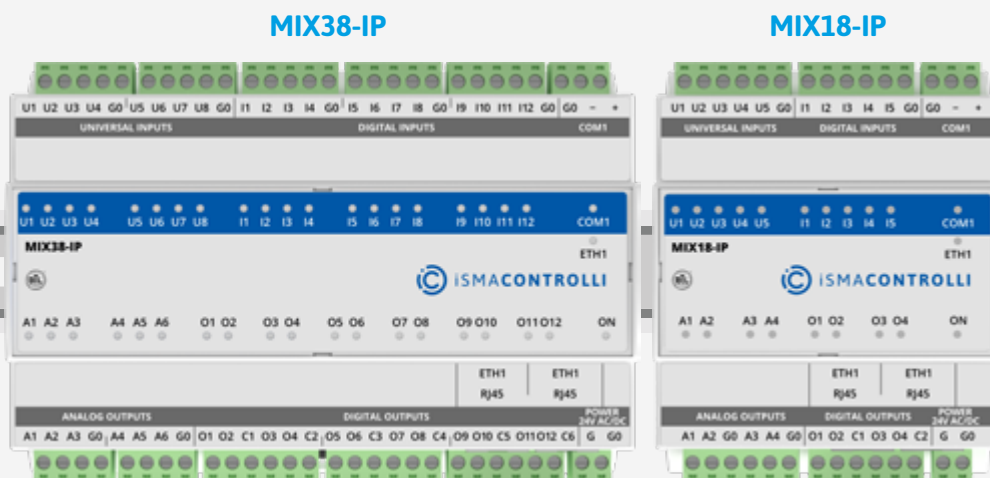 MIX38-IP
U1 U2 U3 U4 G0 U5 U6 U7 U8 G0 I1 I2 I3 I4 G0 I5 I6 I7 I8 G0 I9 I10 I11 I12 G0 G0 - +
UNIVERSAL INPUTS DIGITAL INPUTS COM1
U1 U2 U3 U4 U5 U6 U7 U8 I1 I2 I3 I4 I5 I6 I7 I8 I9 I10 I11 I12 COM1
MIX38-IP
ETH1
iSMACONTROLLI
A1 A2 A3 A4 A5 A6 O1 O2 O3 O4 O5 O6 O7 O8 O9 O10 O11 O12 ON
ETH1 ETH1
RJ45 RJ45
ANALOG OUTPUTS DIGITAL OUTPUTS POWER
24V AC/DC
A1 A2 A3 G0 A4 A5 A6 G0 O1 O2 C1 O3 O4 C2 O5 O6 C3 O7 O8 C4 O9 O10 C5 O11 O12 C6 G G0
MIX18-IP
U1 U2 U3 U4 U5 G0 I1 I2 I3 I4 I5 G0 G0 - +
UNIVERSAL INPUTS DIGITAL INPUTS COM1
U1 U2 U3 U4 U5 I1 I2 I3 I4 I5 COM1
MIX18-IP
ETH1
iSMACONTROLLI
A1 A2 A3 A4 O1 O2 O3 O4 ON
ETH1 ETH1
RJ45 RJ45
ANALOG OUTPUTS DIGITAL OUTPUTS POWER
24V AC/DC
A1 A2 G0 A3 A4 G0 O1 O2 C1 O3 O4 C2 G G0